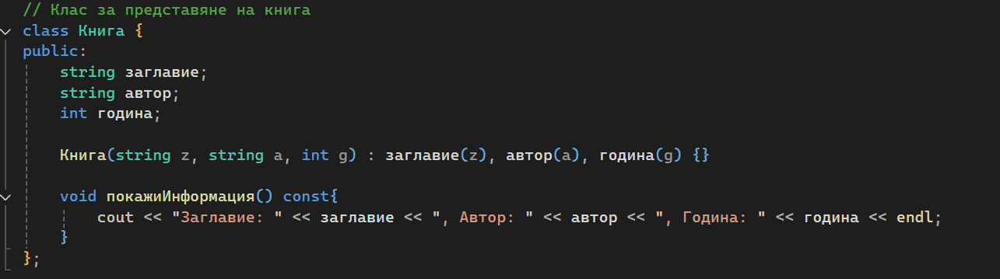 // Клас за представяне на книга
class Книга {
public:
string заглавие;
string автор;
int година;
Книга(string z, string a, int g) : заглавие(z), автор(a), година(g) {}
void покажиИнформация() const{
cout << "Заглавие: " << заглавие << ", Автор: " << автор << ", Година: " << година << endl;
}
};